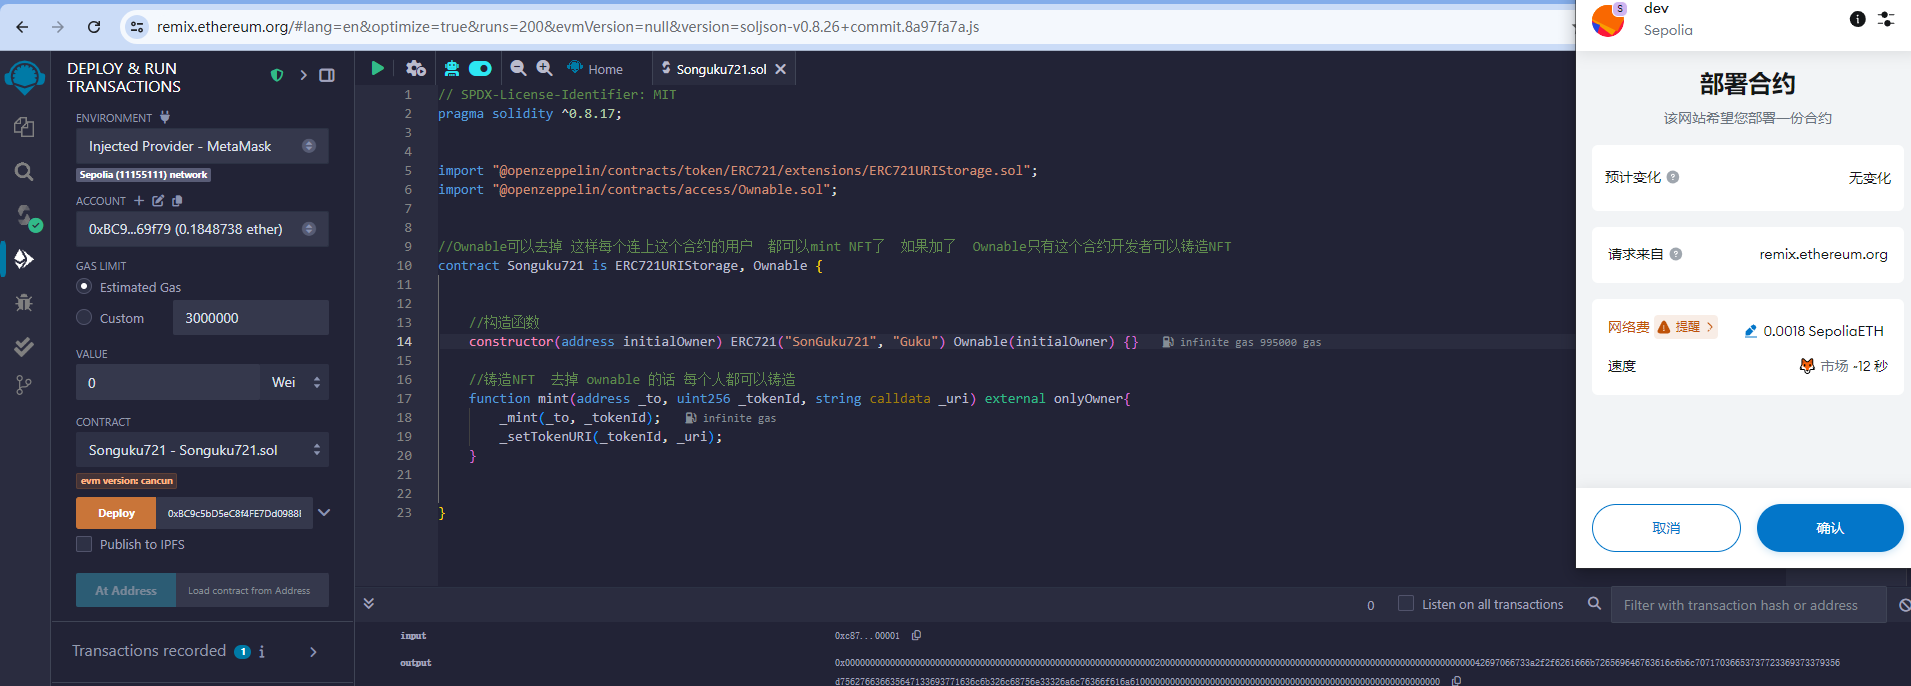 remix.ethereum.org/#lang=en&optimize=true&runs=200&evmVersion=null&version=soljson-v0.8.26+commit.8a97fa7a.js
DEPLOY & RUN
TRANSACTIONS
ENVIRONMENT
Injected Provider - MetaMask
Sepolia (11155111) network
ACCOUNT
0xBC9...69f79 (0.1848738 ether)
GAS LIMIT
Estimated Gas
Custom
3000000
VALUE
0
Wei
CONTRACT
Songuku721 - Songuku721.sol
evm version: cancun
Deploy
0xBC9c5bD5eC8f4FE7Dd0988
Publish to IPFS
At Address
Load contract from Address
Transactions recorded 1 i
Home
Songuku721.sol
1 // SPDX-License-Identifier: MIT
2 pragma solidity ^0.8.17;
3
4
5 import "@openzeppelin/contracts/token/ERC721/extensions/ERC721URIStorage.sol";
6 import "@openzeppelin/contracts/access/Ownable.sol";
7
8
9 //Ownable可以去掉 这样每个连上这个合约的用户 都可以mint NFT了 如果加了 Ownable只有这个合约开发者可以铸造NFT
10 contract Songuku721 is ERC721URIStorage, Ownable {
11
12
13 //构造函数
14 constructor(address initialOwner) ERC721("SonGuku721", "Guku") Ownable(initialOwner) {} infinite gas 995000 gas
15
16 //铸造NFT 去掉 ownable 的话 每个人都可以铸造
17 function mint(address _to, uint256 _tokenId, string calldata _uri) external onlyOwner{
18 _mint(_to, _tokenId); infinite gas
19 _setTokenURI(_tokenId, _uri);
20 }
21
22
23 }
0
Listen on all transactions
Filter with transaction hash or address
input
0xc87...00001
output
S
dev
Sepolia
部署合约
该网站希望您部署一份合约
预计变化
无变化
请求来自
remix.ethereum.org
网络费
提醒
0.0018 SepoliaETH
速度
市场 ~12 秒
取消
确认